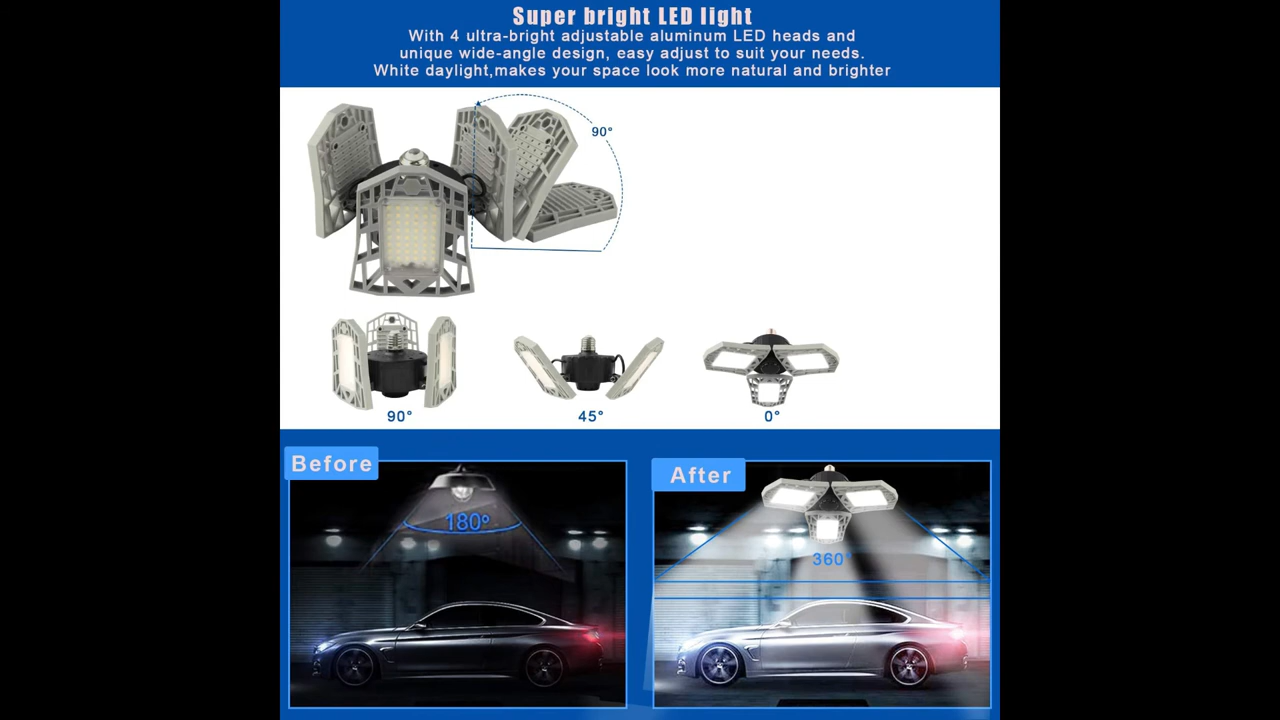 Super bright LED light
With 4 ultra-bright adjustable aluminum LED heads and
unique wide-angle design, easy adjust to suit your needs.
White daylight,makes your space look more natural and brighter
90°
90°
45°
0°
Before
After
180°
360°